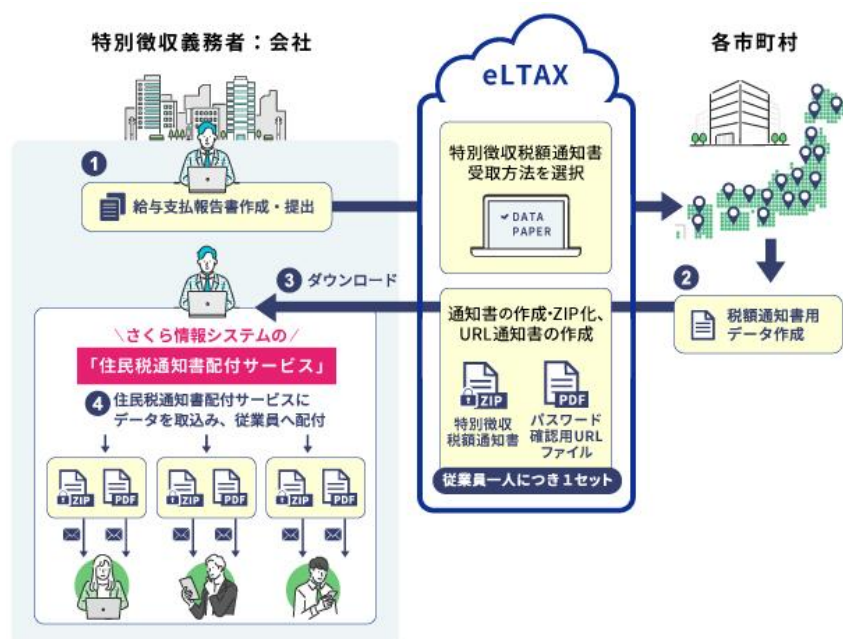 特別徴収義務者：会社
eLTAX
各市町村
1
給与支払報告書作成・提出
特別徴収税額通知書
受取方法を選択
DATA
PAPER
2
税額通知書用
データ作成
3 ダウンロード
通知書の作成・ZIP化、
URL通知書の作成
ZIP
特別徴収
税額通知書
PDF
パスワード
確認用URL
ファイル
従業員一人につき1セット
\さくら情報システムの/
「住民税通知書配付サービス」
4 住民税通知書配付サービスに
データを取込み、従業員へ配付
ZIP PDF ZIP PDF ZIP PDF